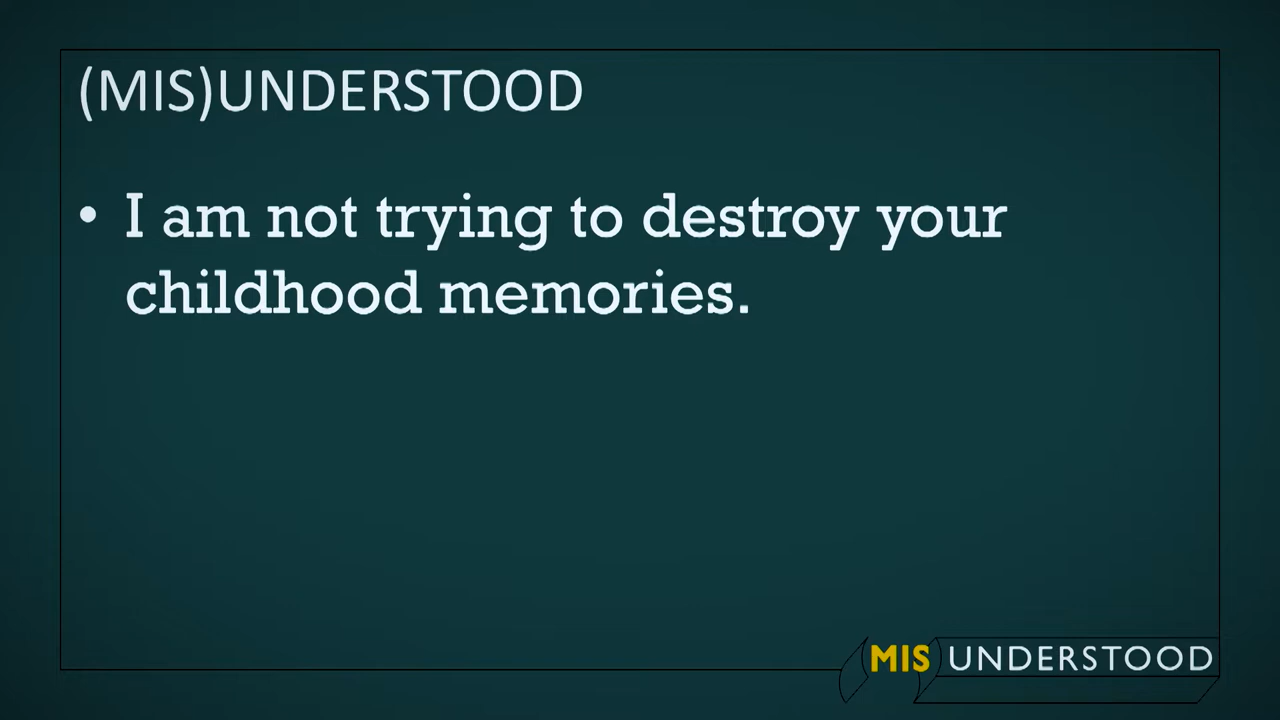 (MIS)UNDERSTOOD
• I am not trying to destroy your
childhood memories.
(MIS)UNDERSTOOD